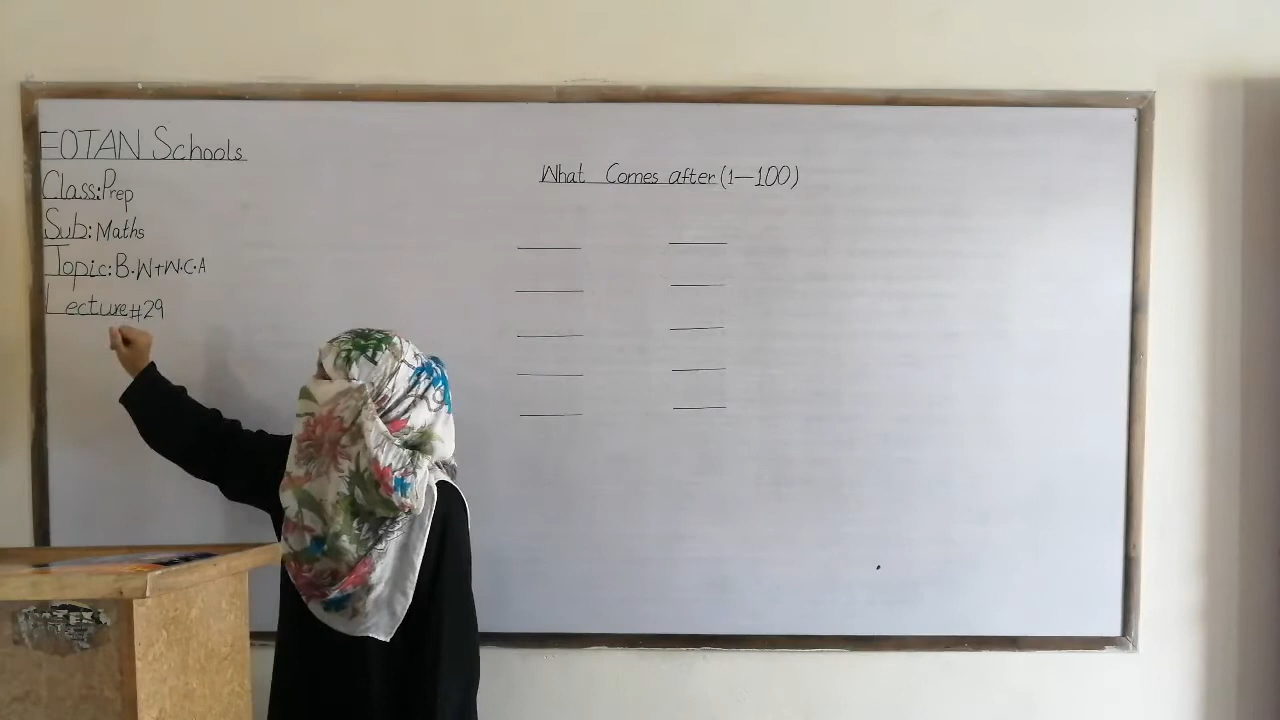 FOTAN Schools
Class:Prep
Sub:Maths
Topic:B.W+W.C.A
Lecture#29
What Comes after(1—100)